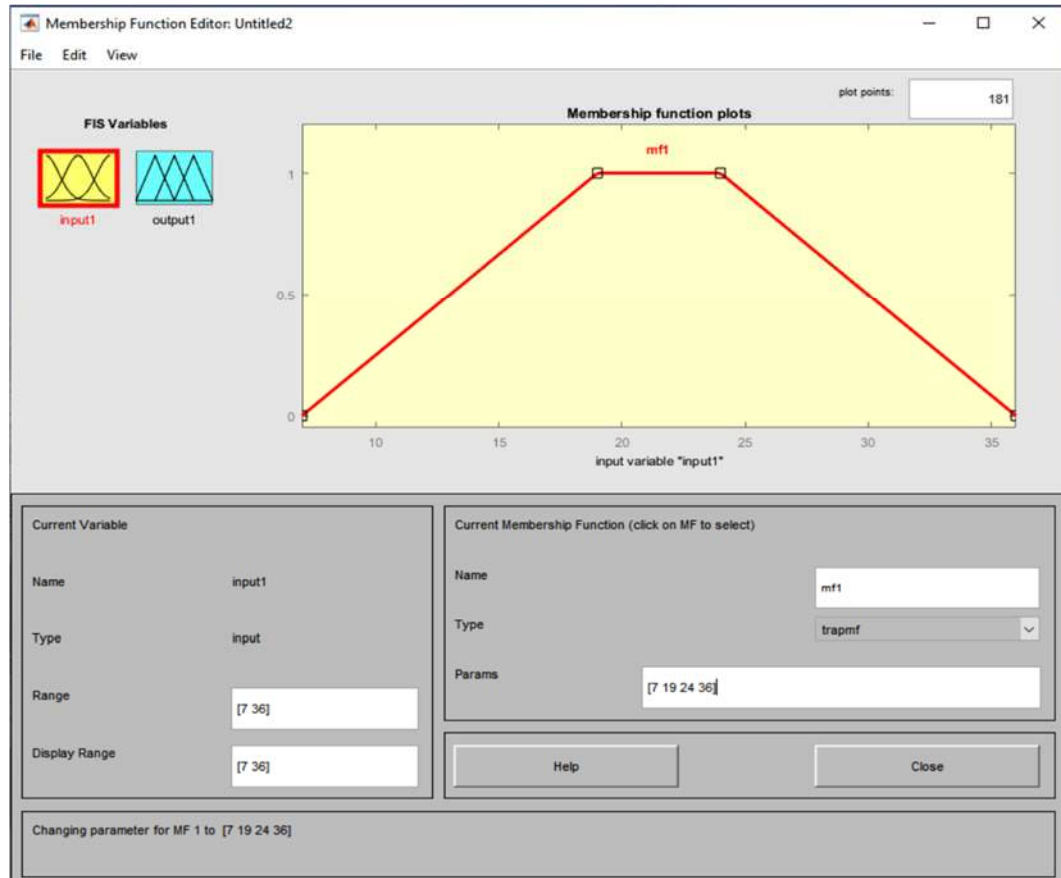 Membership Function Editor: Untitled2
File Edit View
plot points:
181
FIS Variables
Membership function plots
input1
output1
mf1
1
0.5
0
10 15 20 25 30 35
input variable "input1"
Current Variable
Name input1
Type input
Range [7 36]
Display Range [7 36]
Current Membership Function (click on MF to select)
Name mf1
Type trapmf
Params [7 19 24 36]
Help
Close
Changing parameter for MF 1 to [7 19 24 36]